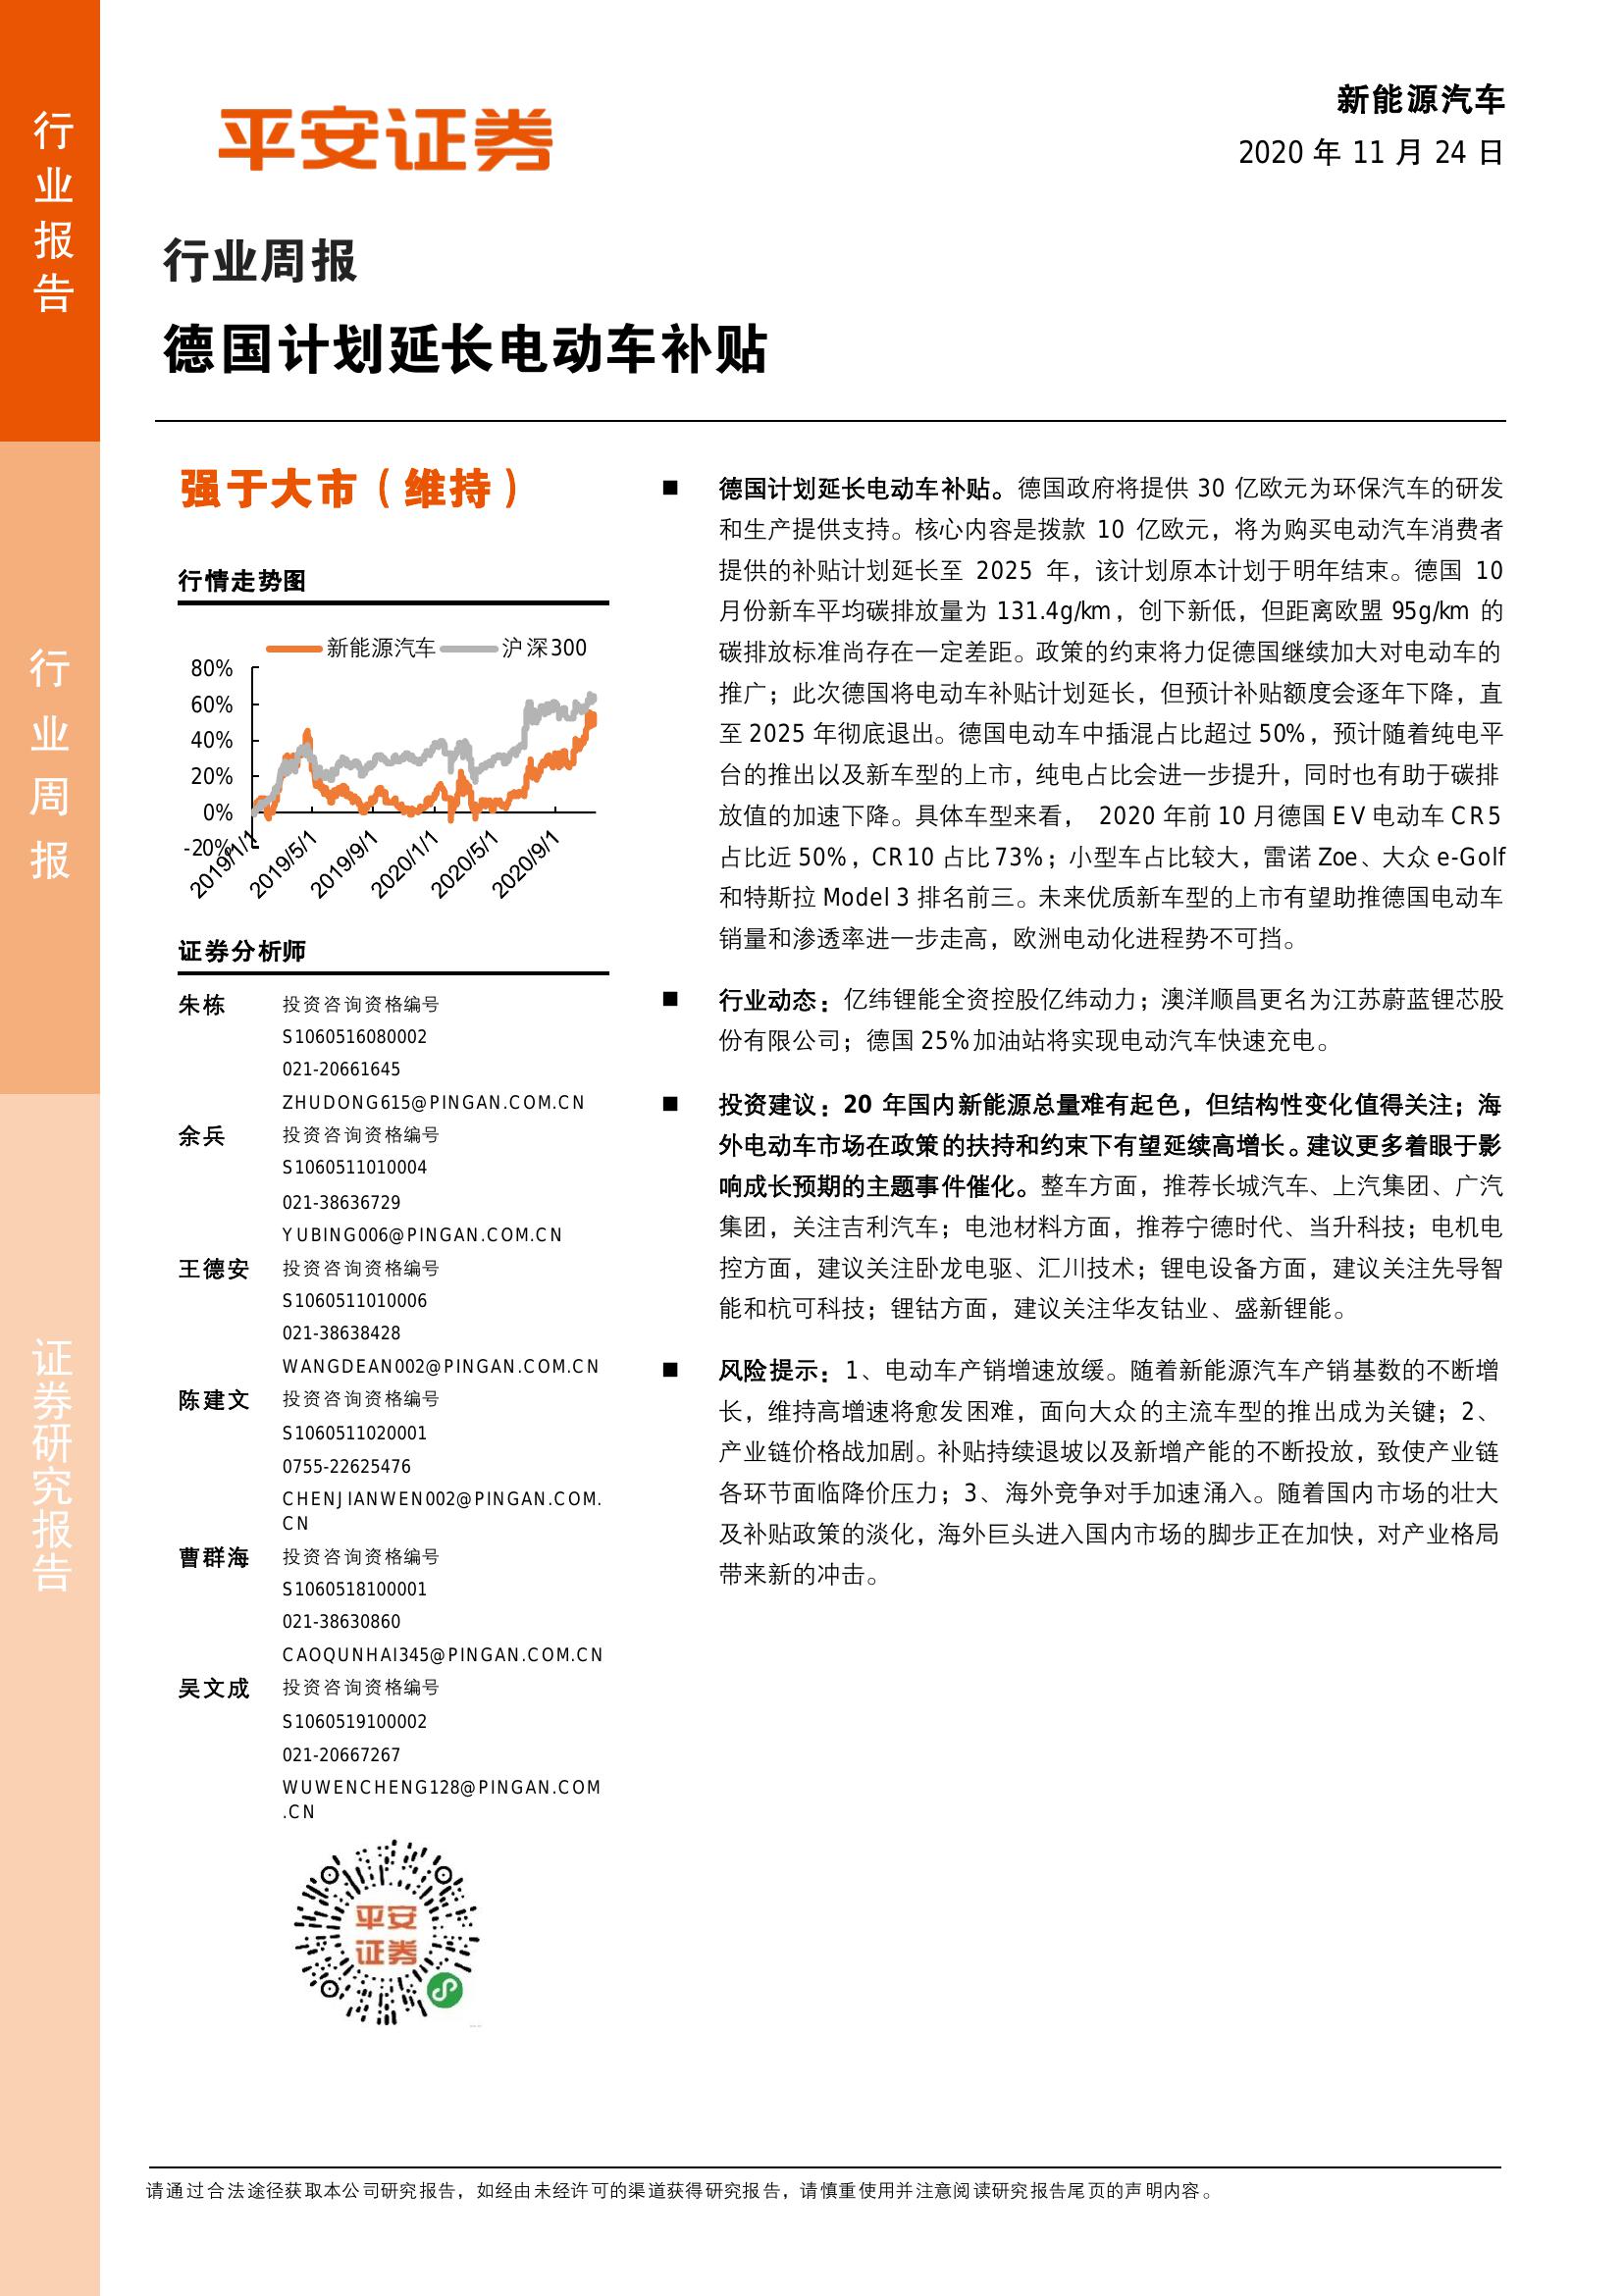 行业报告
行业周报
证券研究报告
平安证券
新能源汽车
2020 年 11 月 24 日
行业周报
德国计划延长电动车补贴
强于大市（维持）
行情走势图
新能源汽车 沪深300
80%
60%
40%
20%
0%
-20%
2019/1/1
2019/5/1
2019/9/1
2020/1/1
2020/5/1
2020/9/1
证券分析师
朱栋 投资咨询资格编号
S1060516080002
021-20661645
ZHUDONG615@PINGAN.COM.CN
余兵 投资咨询资格编号
S1060511010004
021-38636729
YUBING006@PINGAN.COM.CN
王德安 投资咨询资格编号
S1060511010006
021-38638428
WANGDEAN002@PINGAN.COM.CN
陈建文 投资咨询资格编号
S1060511020001
0755-22625476
CHENJIANWEN002@PINGAN.COM.
CN
曹群海 投资咨询资格编号
S1060518100001
021-38630860
CAOQUNHAI345@PINGAN.COM.CN
吴文成 投资咨询资格编号
S1060519100002
021-20667267
WUWENCHENG128@PINGAN.COM
.CN
平安
证券
■ 德国计划延长电动车补贴。德国政府将提供 30 亿欧元为环保汽车的研发
和生产提供支持。核心内容是拨款 10 亿欧元，将为购买电动汽车消费者
提供的补贴计划延长至 2025 年，该计划原本计划于明年结束。德国 10
月份新车平均碳排放量为 131.4g/km，创下新低，但距离欧盟 95g/km 的
碳排放标准尚存在一定差距。政策的约束将力促德国继续加大对电动车的
推广；此次德国将电动车补贴计划延长，但预计补贴额度会逐年下降，直
至 2025 年彻底退出。德国电动车中插混占比超过 50%，预计随着纯电平
台的推出以及新车型的上市，纯电占比会进一步提升，同时也有助于碳排
放值的加速下降。具体车型来看， 2020 年前 10 月德国 EV 电动车 CR5
占比近 50%，CR10 占比 73%；小型车占比较大，雷诺 Zoe、大众 e-Golf
和特斯拉 Model 3 排名前三。未来优质新车型的上市有望助推德国电动车
销量和渗透率进一步走高，欧洲电动化进程势不可挡。
■ 行业动态：亿纬锂能全资控股亿纬动力；澳洋顺昌更名为江苏蔚蓝锂芯股
份有限公司；德国 25%加油站将实现电动汽车快速充电。
■ 投资建议：20 年国内新能源总量难有起色，但结构性变化值得关注；海
外电动车市场在政策的扶持和约束下有望延续高增长。建议更多着眼于影
响成长预期的主题事件催化。整车方面，推荐长城汽车、上汽集团、广汽
集团，关注吉利汽车；电池材料方面，推荐宁德时代、当升科技；电机电
控方面，建议关注卧龙电驱、汇川技术；锂电设备方面，建议关注先导智
能和杭可科技；锂钴方面，建议关注华友钴业、盛新锂能。
■ 风险提示：1、电动车产销增速放缓。随着新能源汽车产销基数的不断增
长，维持高增速将愈发困难，面向大众的主流车型的推出成为关键；2、
产业链价格战加剧。补贴持续退坡以及新增产能的不断投放，致使产业链
各环节面临降价压力；3、海外竞争对手加速涌入。随着国内市场的壮大
及补贴政策的淡化，海外巨头进入国内市场的脚步正在加快，对产业格局
带来新的冲击。
请通过合法途径获取本公司研究报告，如经由未经许可的渠道获得研究报告，请慎重使用并注意阅读研究报告尾页的声明内容。